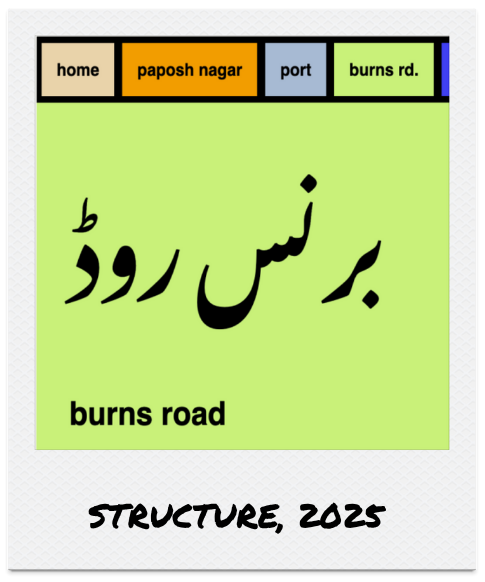 home paposh nagar port burns rd.
برنس روڈ
burns road
STRUCTURE, 2025